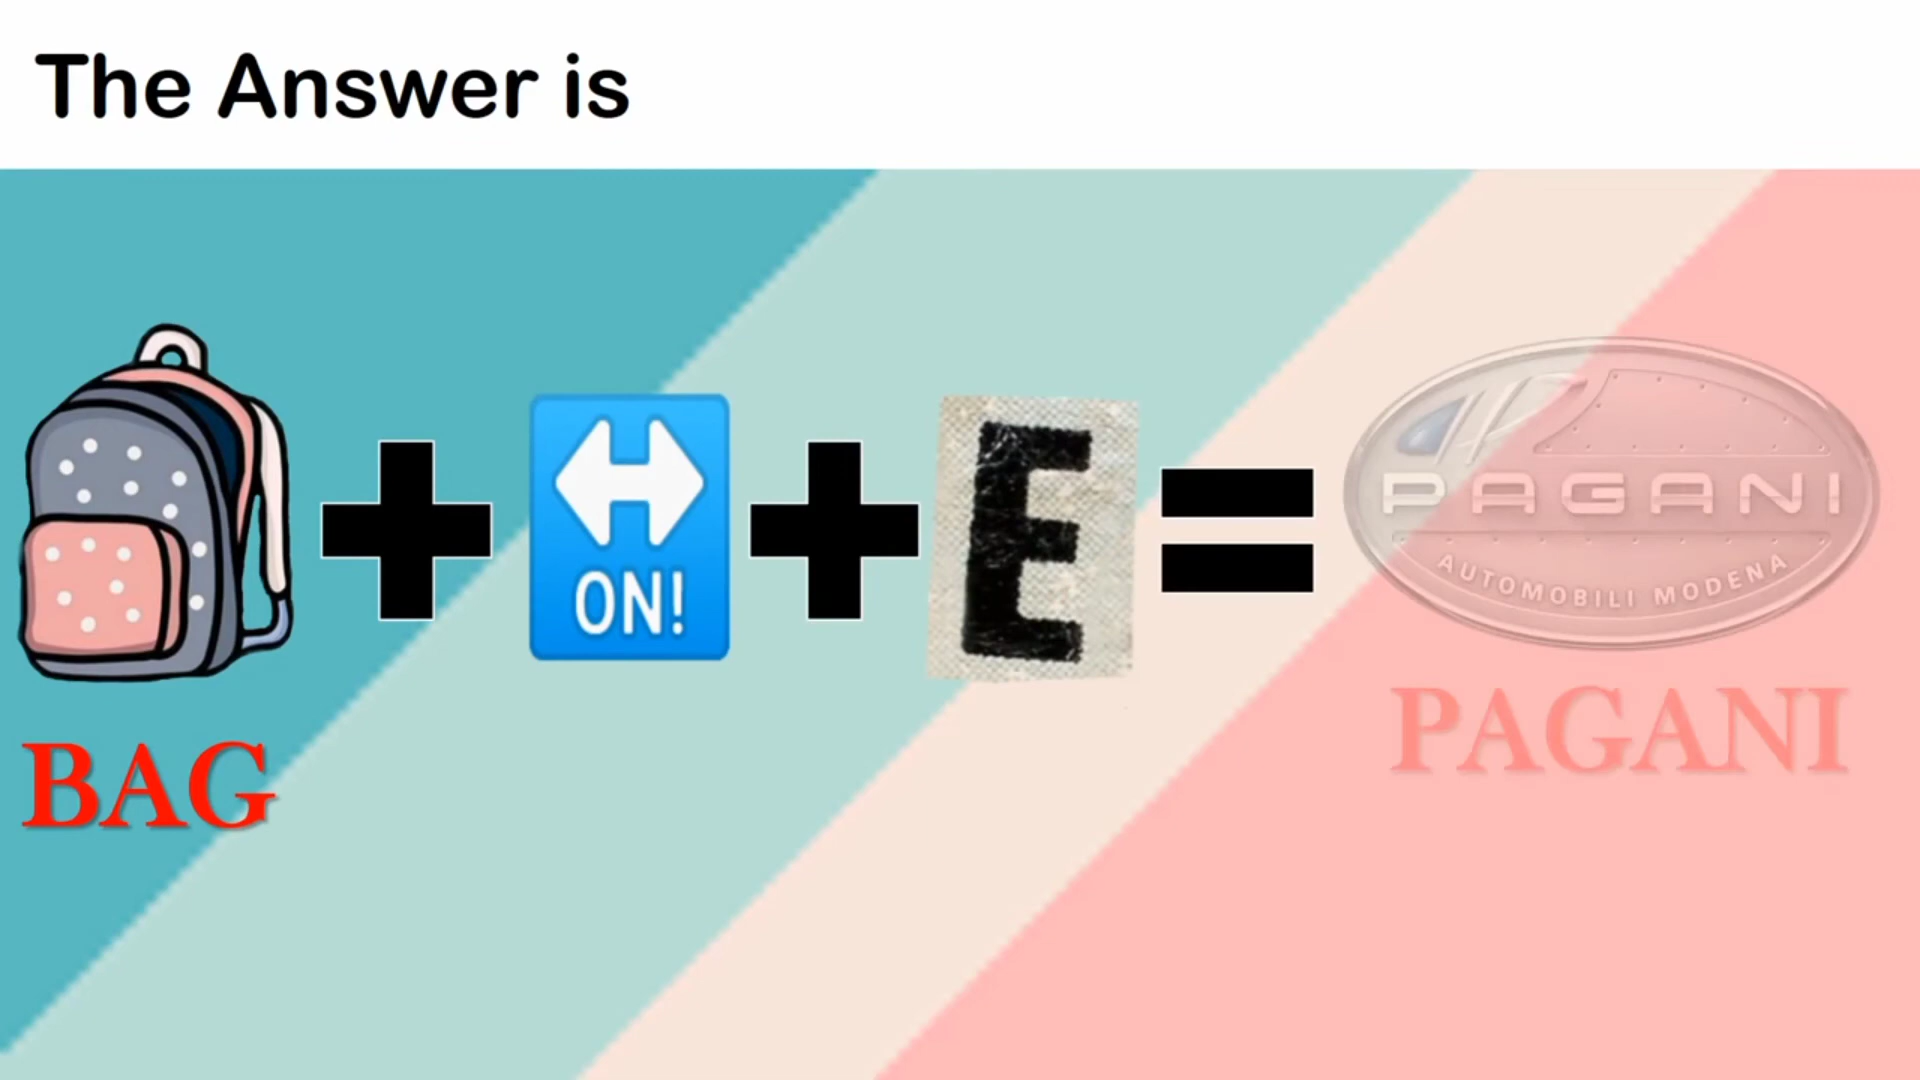 The Answer is
ON!
E
PAGANI
AUTOMOBILI MODENA
BAG
PAGANI